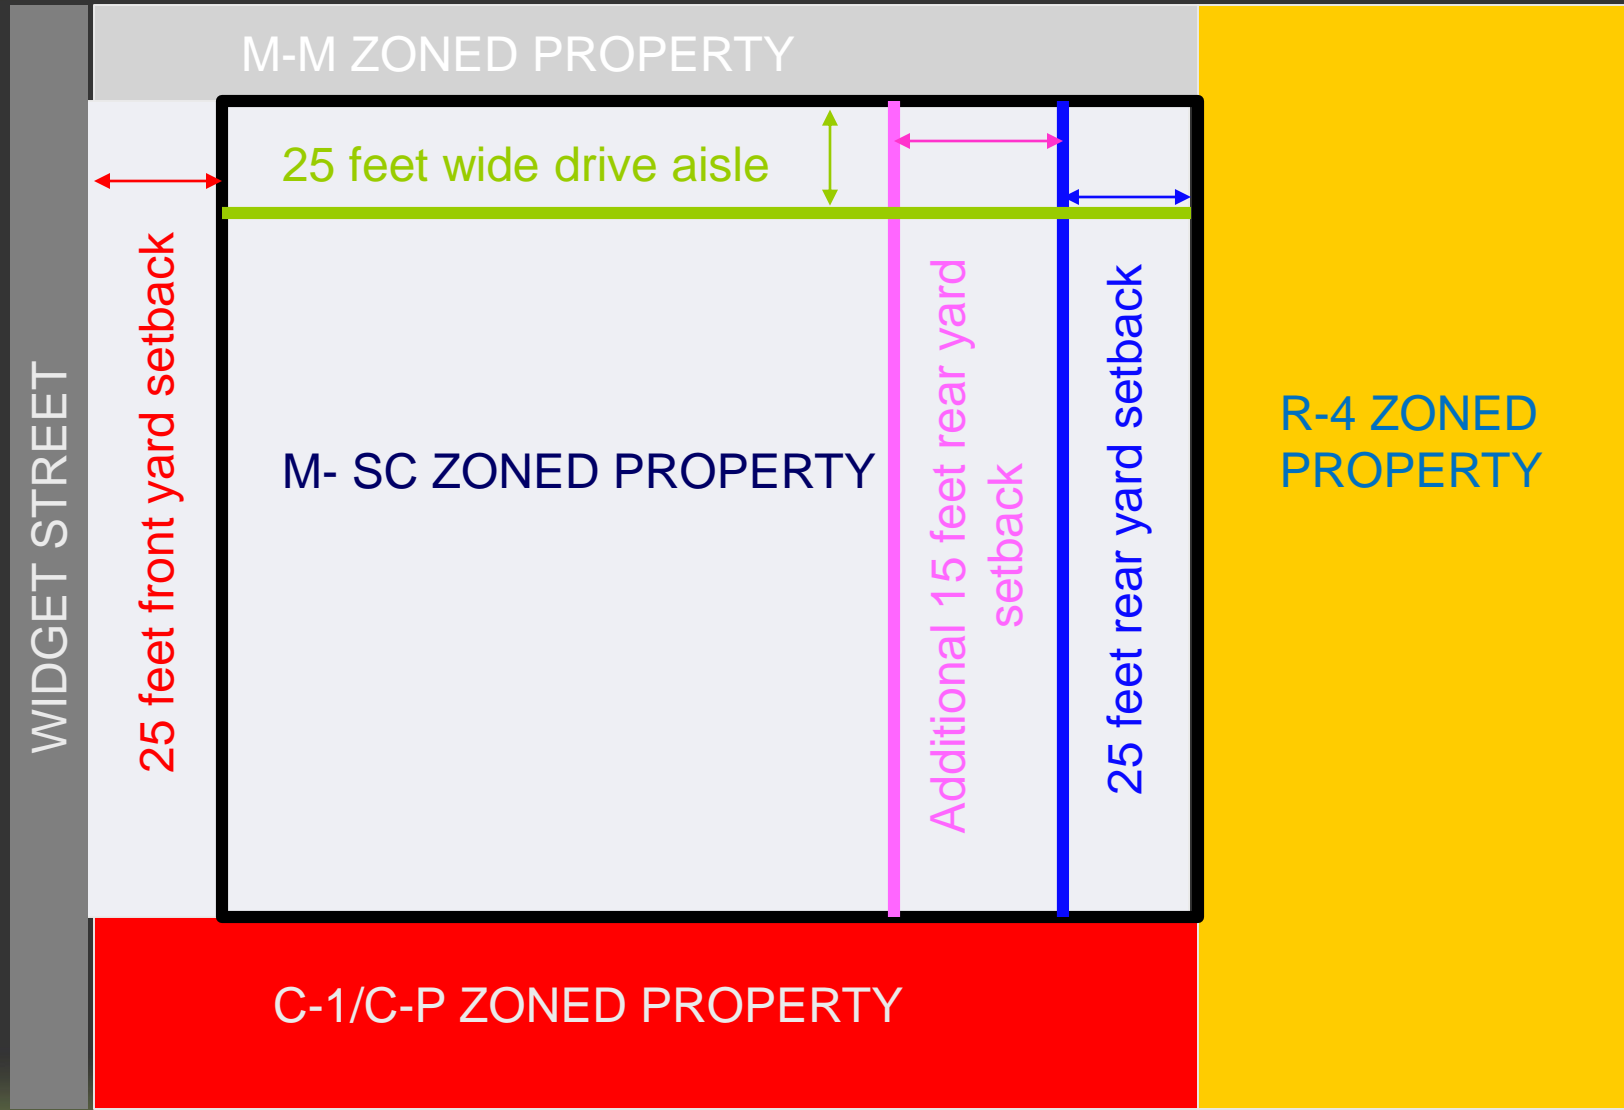 M-M ZONED PROPERTY
25 feet wide drive aisle
WIDGET STREET
25 feet front yard setback
M- SC ZONED PROPERTY
Additional 15 feet rear yard
setback
25 feet rear yard setback
R-4 ZONED
PROPERTY
C-1/C-P ZONED PROPERTY